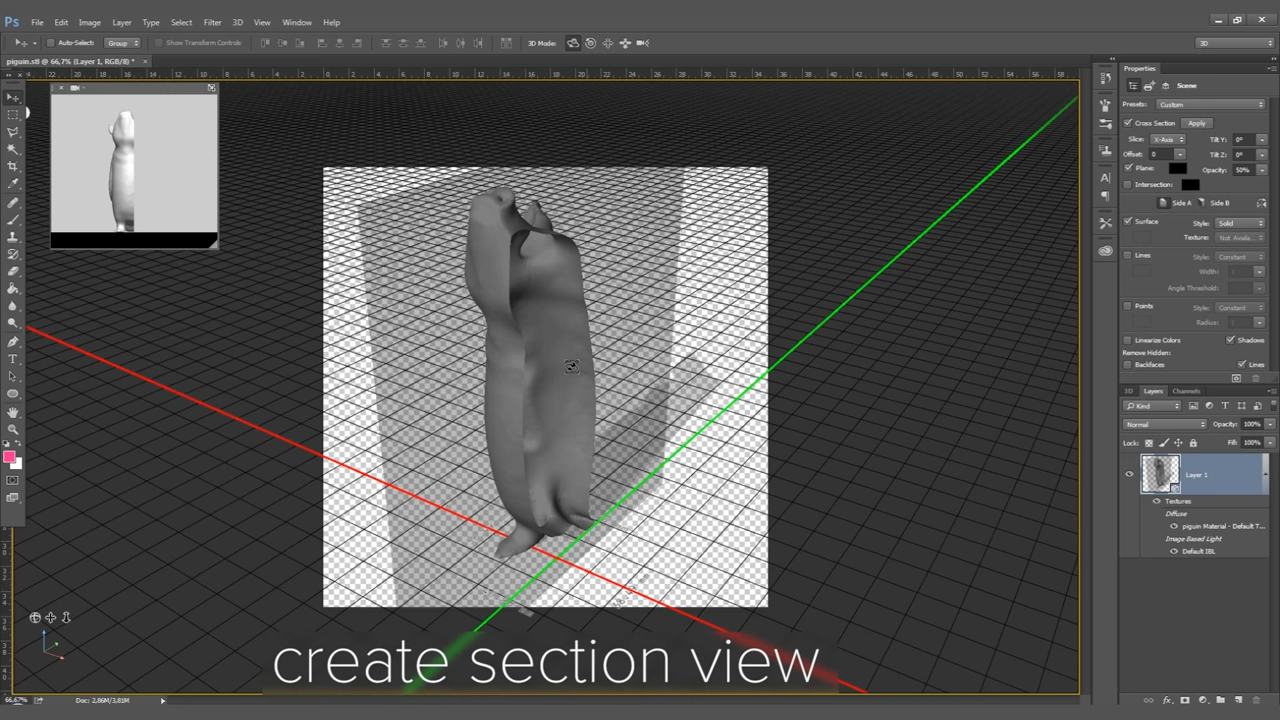 Ps File Edit Image Layer Type Select Filter 3D View Window Help
Auto-Select: Group Show Transform Controls 3D Mode: 3D
piguin.stl @ 66,7% (Layer 1, RGB/8) *
Properties
Scene
Presets: Custom
Cross Section Apply
Slice: X-Axis Tilt Y: 0°
Offset: 0 Tilt Z: 0°
Plane: Opacity: 50%
Intersection:
Side A Side B
Surface Style: Solid
Texture: Not Availa...
Lines Style: Constant
Width:
Angle Threshold:
Points Style: Constant
Radius:
Linearize Colors Shadows
Remove Hidden:
Backfaces Lines
3D Layers Channels
Kind
Normal Opacity: 100%
Lock: Fill: 100%
Layer 1
Textures
Diffuse
piguin Material - Default T...
Image Based Light
Default IBL
create section view
66,67% Doc: 2,86M/3,81M